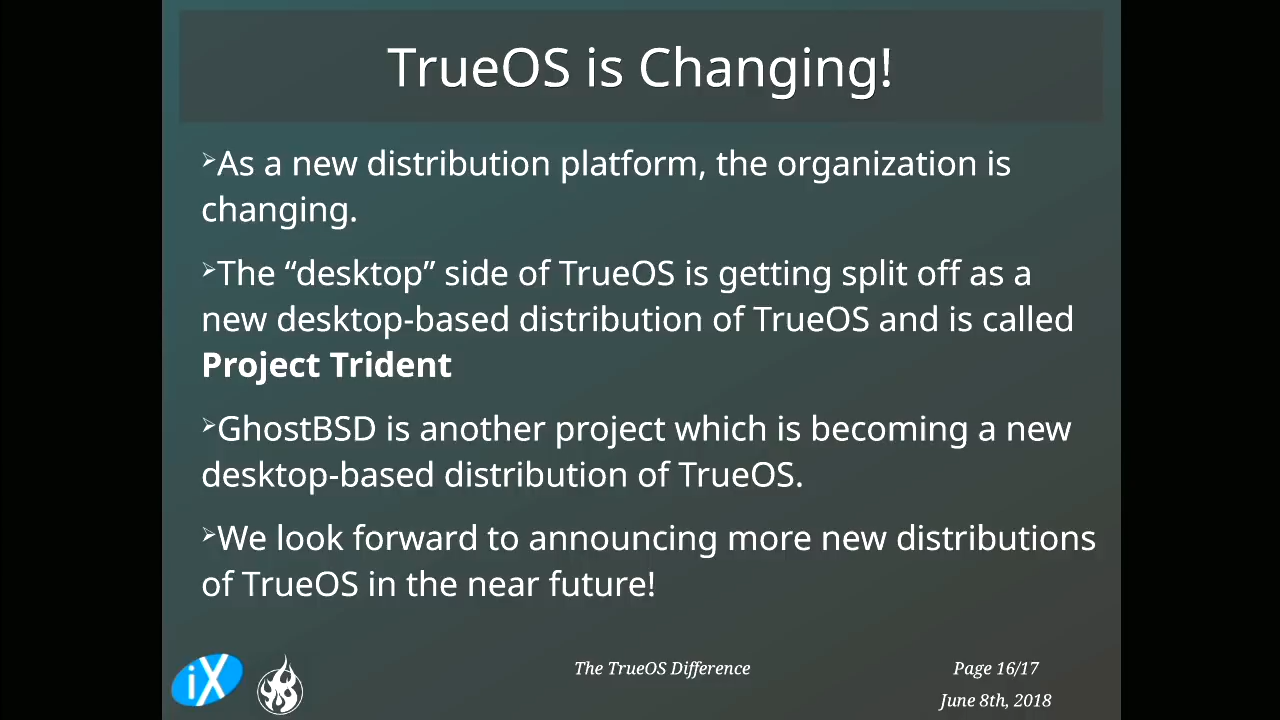 TrueOS is Changing!
➢As a new distribution platform, the organization is
changing.
➢The “desktop” side of TrueOS is getting split off as a
new desktop-based distribution of TrueOS and is called
Project Trident
➢GhostBSD is another project which is becoming a new
desktop-based distribution of TrueOS.
➢We look forward to announcing more new distributions
of TrueOS in the near future!
iX
The TrueOS Difference
Page 16/17
June 8th, 2018